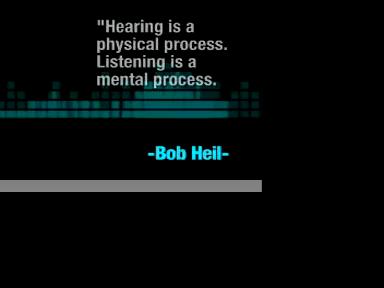 "Hearing is a
physical process.
Listening is a
mental process.
-Bob Heil-